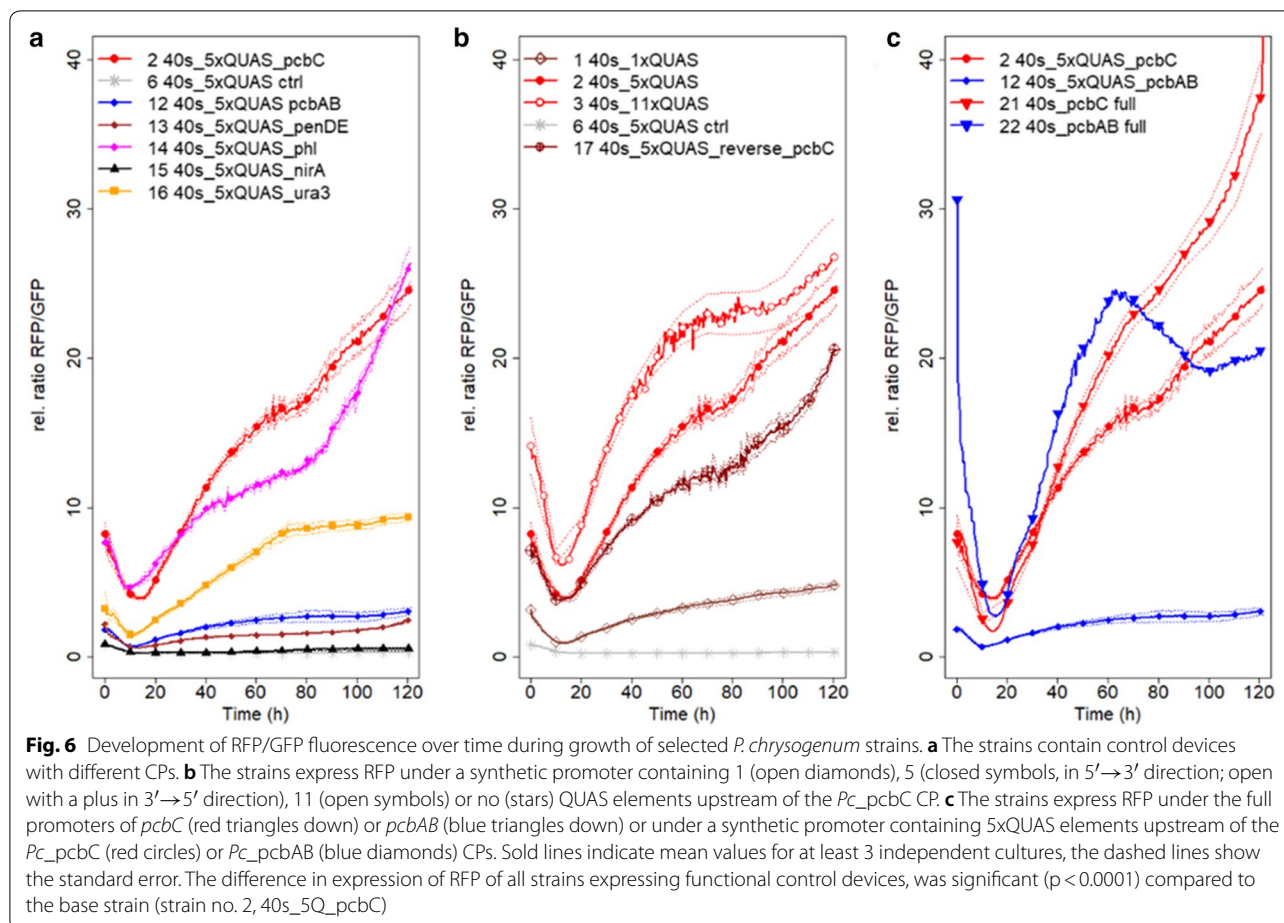 a
rel. ratio RFP/GFP
40
30
20
10
0
2 40s_5xQUAS_pcbC
6 40s_5xQUAS ctrl
12 40s_5xQUAS pcbAB
13 40s_5xQUAS_penDE
14 40s_5xQUAS_phl
15 40s_5xQUAS_nirA
16 40s_5xQUAS_ura3
0 20 40 60 80 100 120
Time (h)
b
rel. ratio RFP/GFP
40
30
20
10
0
1 40s_1xQUAS
2 40s_5xQUAS
3 40s_11xQUAS
6 40s_5xQUAS ctrl
17 40s_5xQUAS_reverse_pcbC
0 20 40 60 80 100 120
Time (h)
c
rel. ratio RFP/GFP
40
30
20
10
0
2 40s_5xQUAS_pcbC
12 40s_5xQUAS_pcbAB
21 40s_pcbC full
22 40s_pcbAB full
0 20 40 60 80 100 120
Time (h)
Fig. 6 Development of RFP/GFP fluorescence over time during growth of selected P. chrysogenum strains. a The strains contain control devices
with different CPs. b The strains express RFP under a synthetic promoter containing 1 (open diamonds), 5 (closed symbols, in 5′→3′ direction; open
with a plus in 3′→5′ direction), 11 (open symbols) or no (stars) QUAS elements upstream of the Pc_pcbC CP. c The strains express RFP under the full
promoters of pcbC (red triangles down) or pcbAB (blue triangles down) or under a synthetic promoter containing 5xQUAS elements upstream of the
Pc_pcbC (red circles) or Pc_pcbAB (blue diamonds) CPs. Sold lines indicate mean values for at least 3 independent cultures, the dashed lines show
the standard error. The difference in expression of RFP of all strains expressing functional control devices, was significant (p < 0.0001) compared to
the base strain (strain no. 2, 40s_5Q_pcbC)